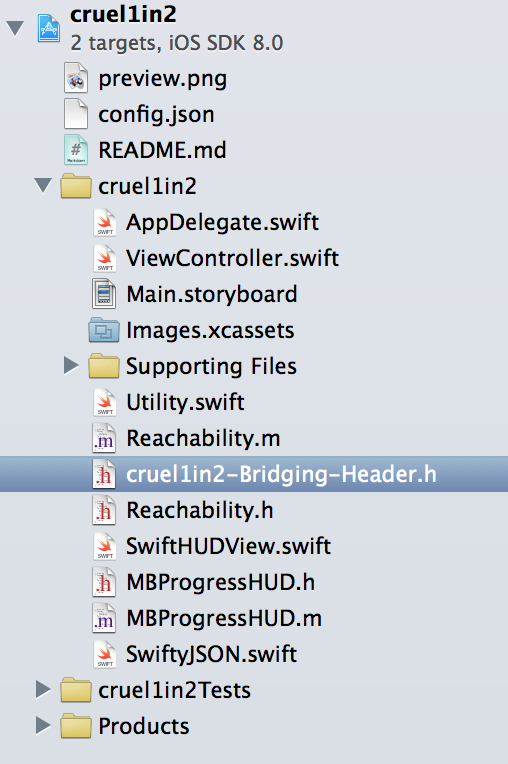 cruel1in2
2 targets, iOS SDK 8.0
preview.png
config.json
README.md
cruel1in2
AppDelegate.swift
ViewController.swift
Main.storyboard
Images.xcassets
Supporting Files
Utility.swift
Reachability.m
cruel1in2-Bridging-Header.h
Reachability.h
SwiftHUDView.swift
MBProgressHUD.h
MBProgressHUD.m
SwiftyJSON.swift
cruel1in2Tests
Products